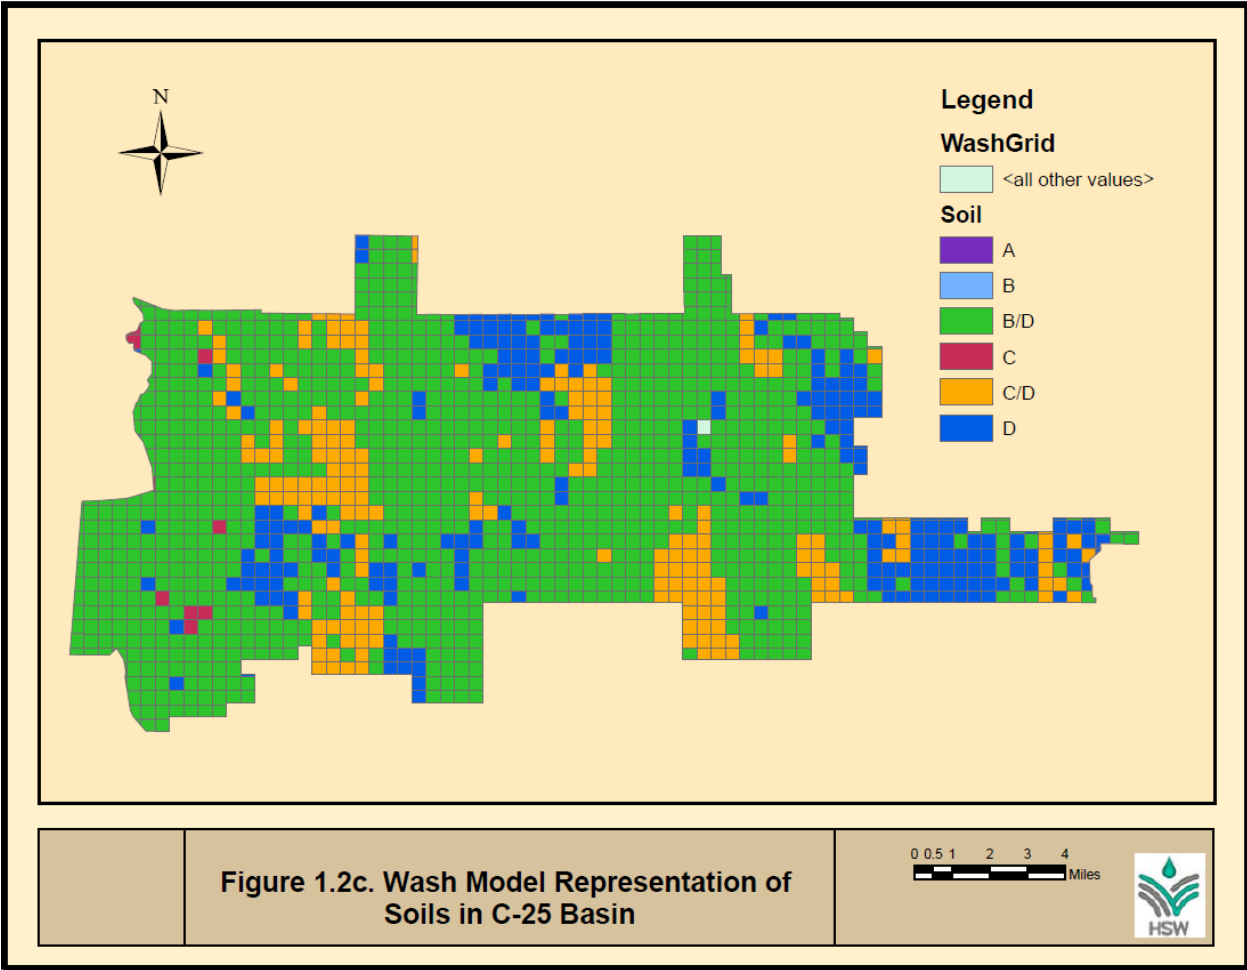 N
Legend
WashGrid
<all other values>
Soil
A
B
B/D
C
C/D
D
Figure 1.2c. Wash Model Representation of
Soils in C-25 Basin
0 0.5 1 2 3 4
Miles
HSW